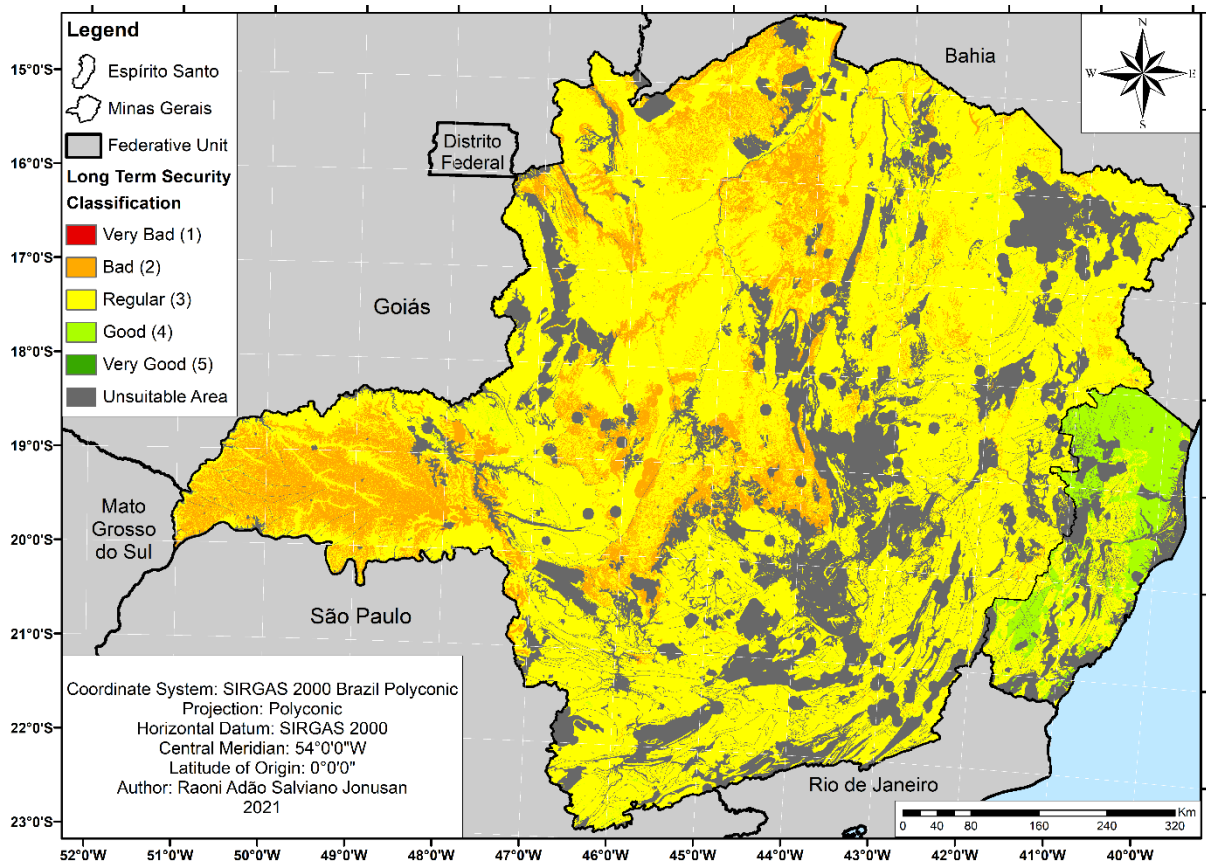 Legend
Espírito Santo
Minas Gerais
Federative Unit
Long Term Security
Classification
Very Bad (1)
Bad (2)
Regular (3)
Good (4)
Very Good (5)
Unsuitable Area
N
W
E
S
Bahia
Distrito
Federal
Goiás
Mato
Grosso
do Sul
São Paulo
Rio de Janeiro
15°0'S
16°0'S
17°0'S
18°0'S
19°0'S
20°0'S
21°0'S
22°0'S
23°0'S
Coordinate System: SIRGAS 2000 Brazil Polyconic
Projection: Polyconic
Horizontal Datum: SIRGAS 2000
Central Meridian: 54°0'0"W
Latitude of Origin: 0°0'0"
Author: Raoni Adão Salviano Jonusan
2021
Km
0 20 40 80 160 240 320
52°0'W 51°0'W 50°0'W 49°0'W 48°0'W 47°0'W 46°0'W 45°0'W 44°0'W 43°0'W 42°0'W 41°0'W 40°0'W